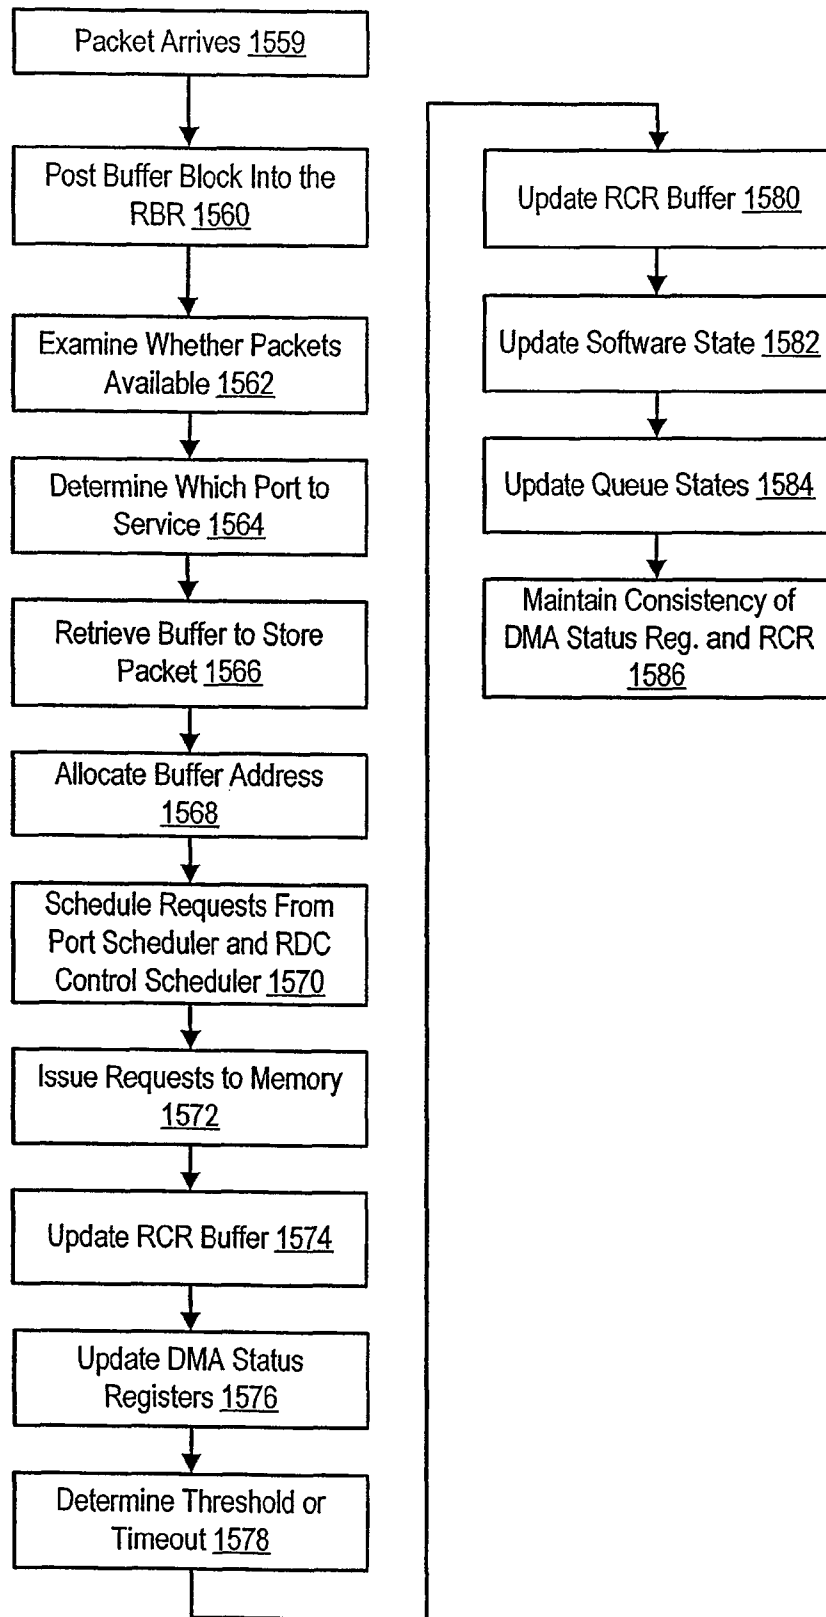 Packet Arrives 1559
Post Buffer Block Into the
RBR 1560
Examine Whether Packets
Available 1562
Determine Which Port to
Service 1564
Retrieve Buffer to Store
Packet 1566
Allocate Buffer Address
1568
Schedule Requests From
Port Scheduler and RDC
Control Scheduler 1570
Issue Requests to Memory
1572
Update RCR Buffer 1574
Update DMA Status
Registers 1576
Determine Threshold or
Timeout 1578
Update RCR Buffer 1580
Update Software State 1582
Update Queue States 1584
Maintain Consistency of
DMA Status Reg. and RCR
1586